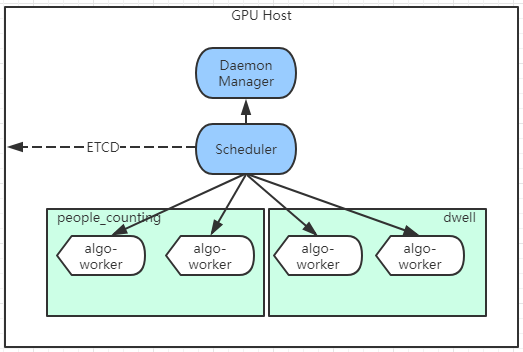 GPU Host
Daemon
Manager
ETCD
Scheduler
people_counting
dwell
algo-
worker
algo-
worker
algo-
worker
algo-
worker